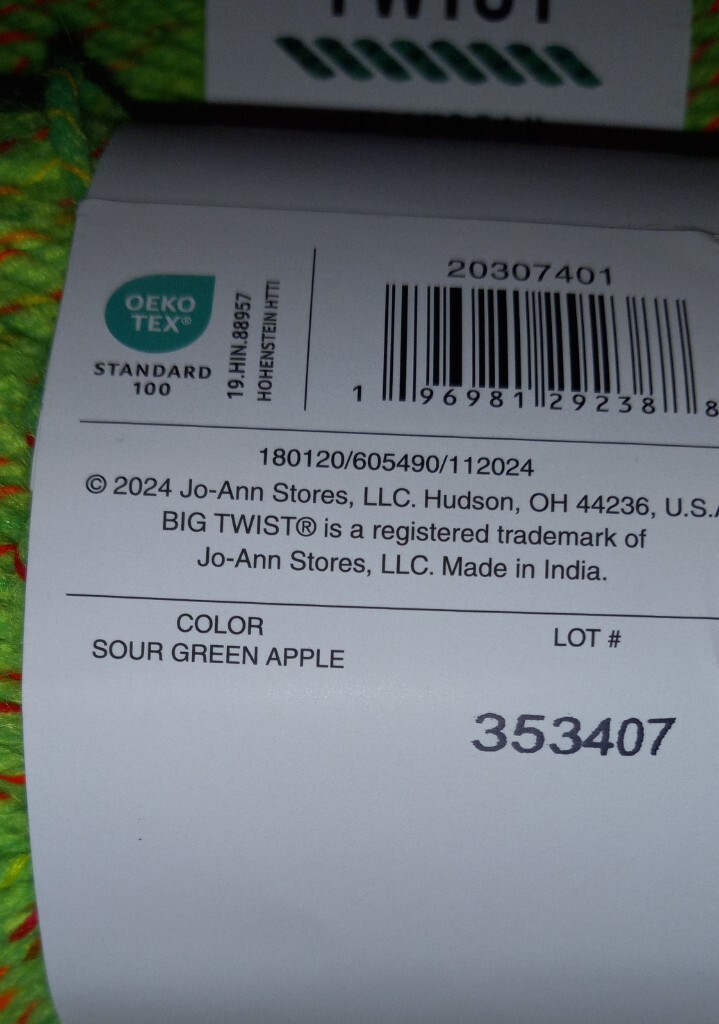 TWIST
OEKO
TEX®
STANDARD
100
19.HIN.88957
HOHENSTEIN HTTI
20307401
1 96981 29238 8
180120/605490/112024
© 2024 Jo-Ann Stores, LLC. Hudson, OH 44236, U.S.A
BIG TWIST® is a registered trademark of
Jo-Ann Stores, LLC. Made in India.
COLOR
SOUR GREEN APPLE
LOT #
353407